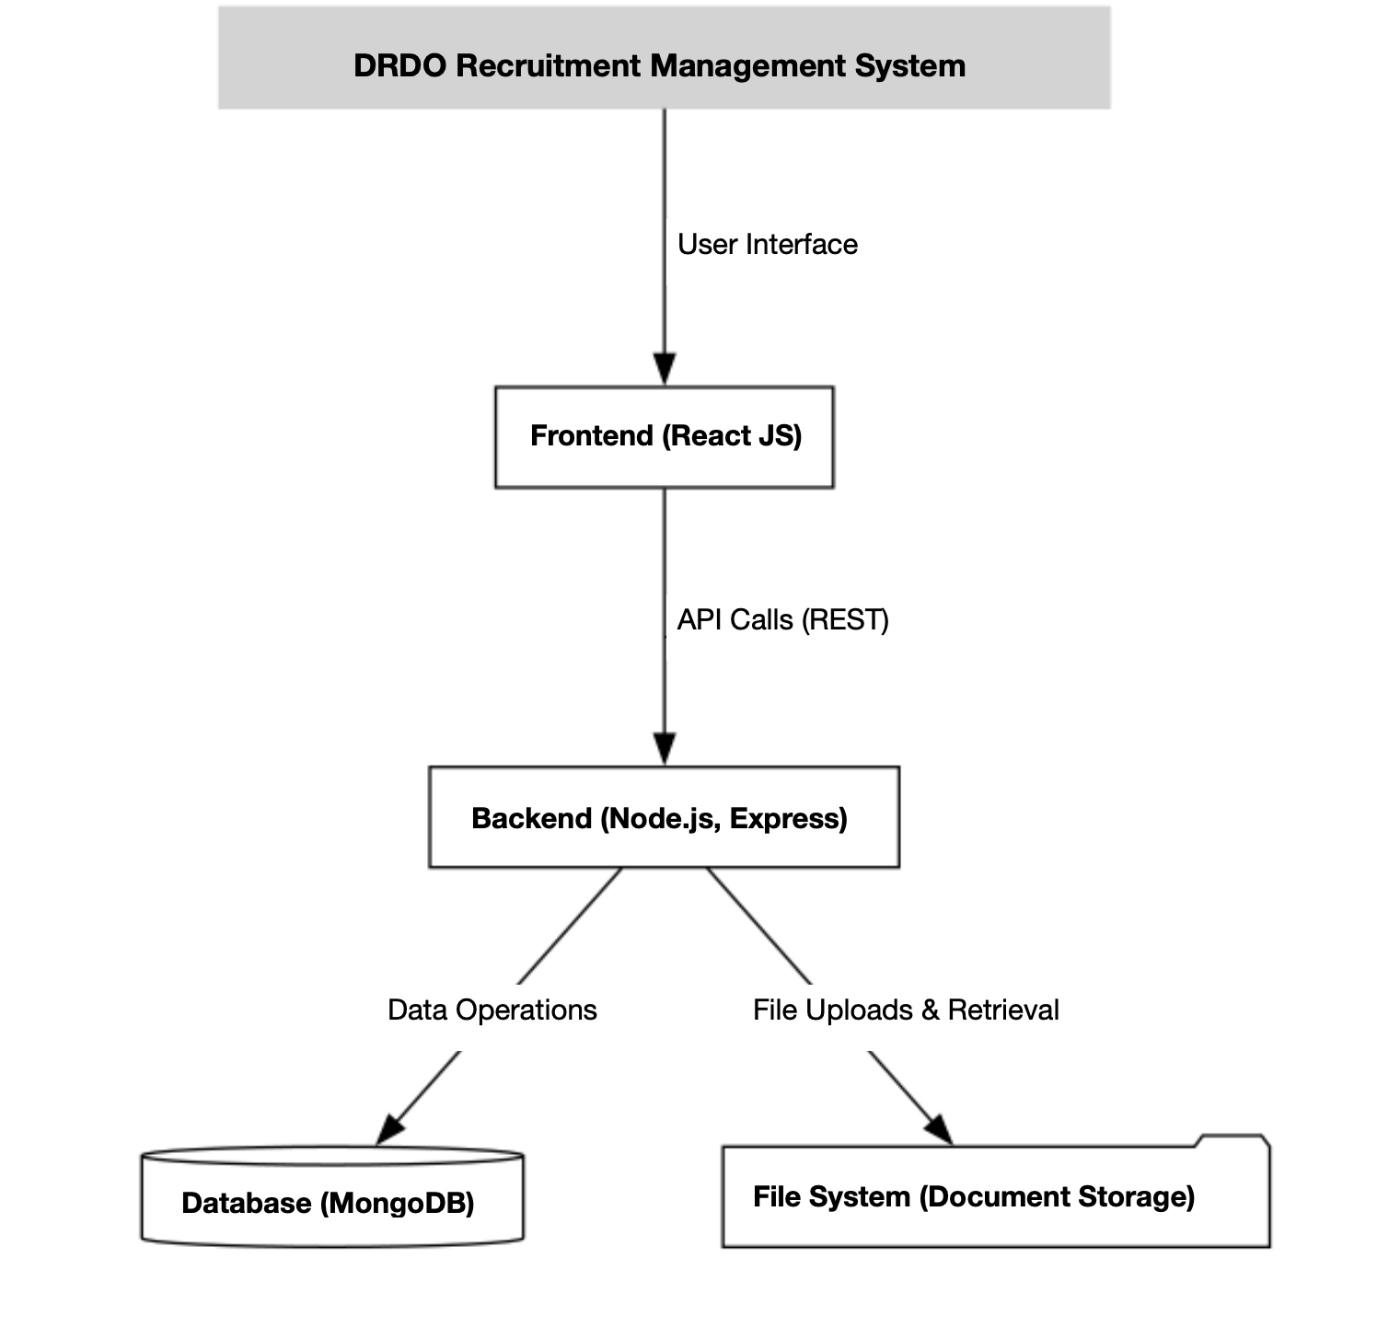 DRDO Recruitment Management System
User Interface
Frontend (React JS)
API Calls (REST)
Backend (Node.js, Express)
Data Operations
File Uploads & Retrieval
Database (MongoDB)
File System (Document Storage)